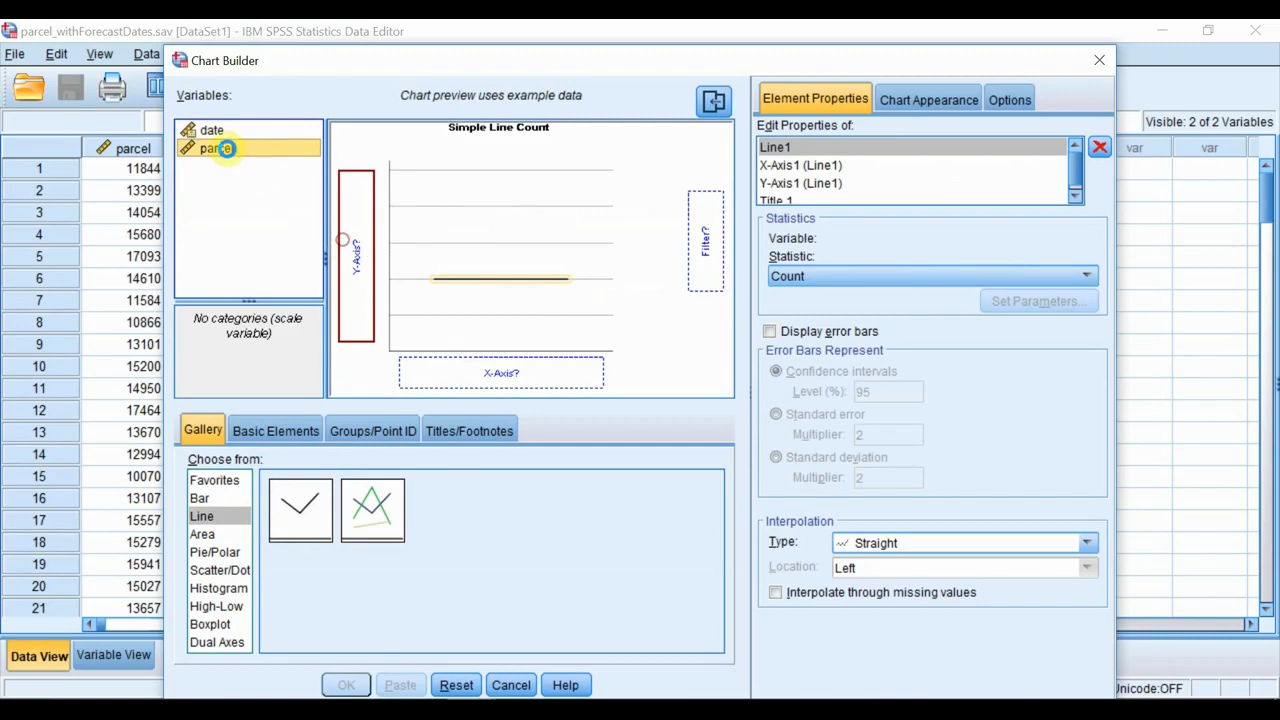 parcel_withForecastDates.sav [DataSet1] - IBM SPSS Statistics Data Editor
File Edit View Data
Chart Builder
Variables:
Chart preview uses example data
date
parcel
Simple Line Count
Y-Axis?
X-Axis?
Filter?
No categories (scale
variable)
Gallery Basic Elements Groups/Point ID Titles/Footnotes
Choose from:
Favorites
Bar
Line
Area
Pie/Polar
Scatter/Dot
Histogram
High-Low
Boxplot
Dual Axes
OK Paste Reset Cancel Help
Element Properties Chart Appearance Options
Edit Properties of:
Line1
X-Axis1 (Line1)
Y-Axis1 (Line1)
Title 1
Statistics
Variable:
Statistic:
Count
Set Parameters...
Display error bars
Error Bars Represent
Confidence intervals
Level (%): 95
Standard error
Multiplier: 2
Standard deviation
Multiplier: 2
Interpolation
Type: Straight
Location: Left
Interpolate through missing values
Visible: 2 of 2 Variables
parcel var var
1 11844
2 13399
3 14054
4 15680
5 17093
6 14610
7 11584
8 10866
9 13101
10 15200
11 14950
12 17464
13 13670
14 12994
15 10070
16 13107
17 15557
18 15279
19 15941
20 15027
21 13657
Data View Variable View
Unicode:OFF